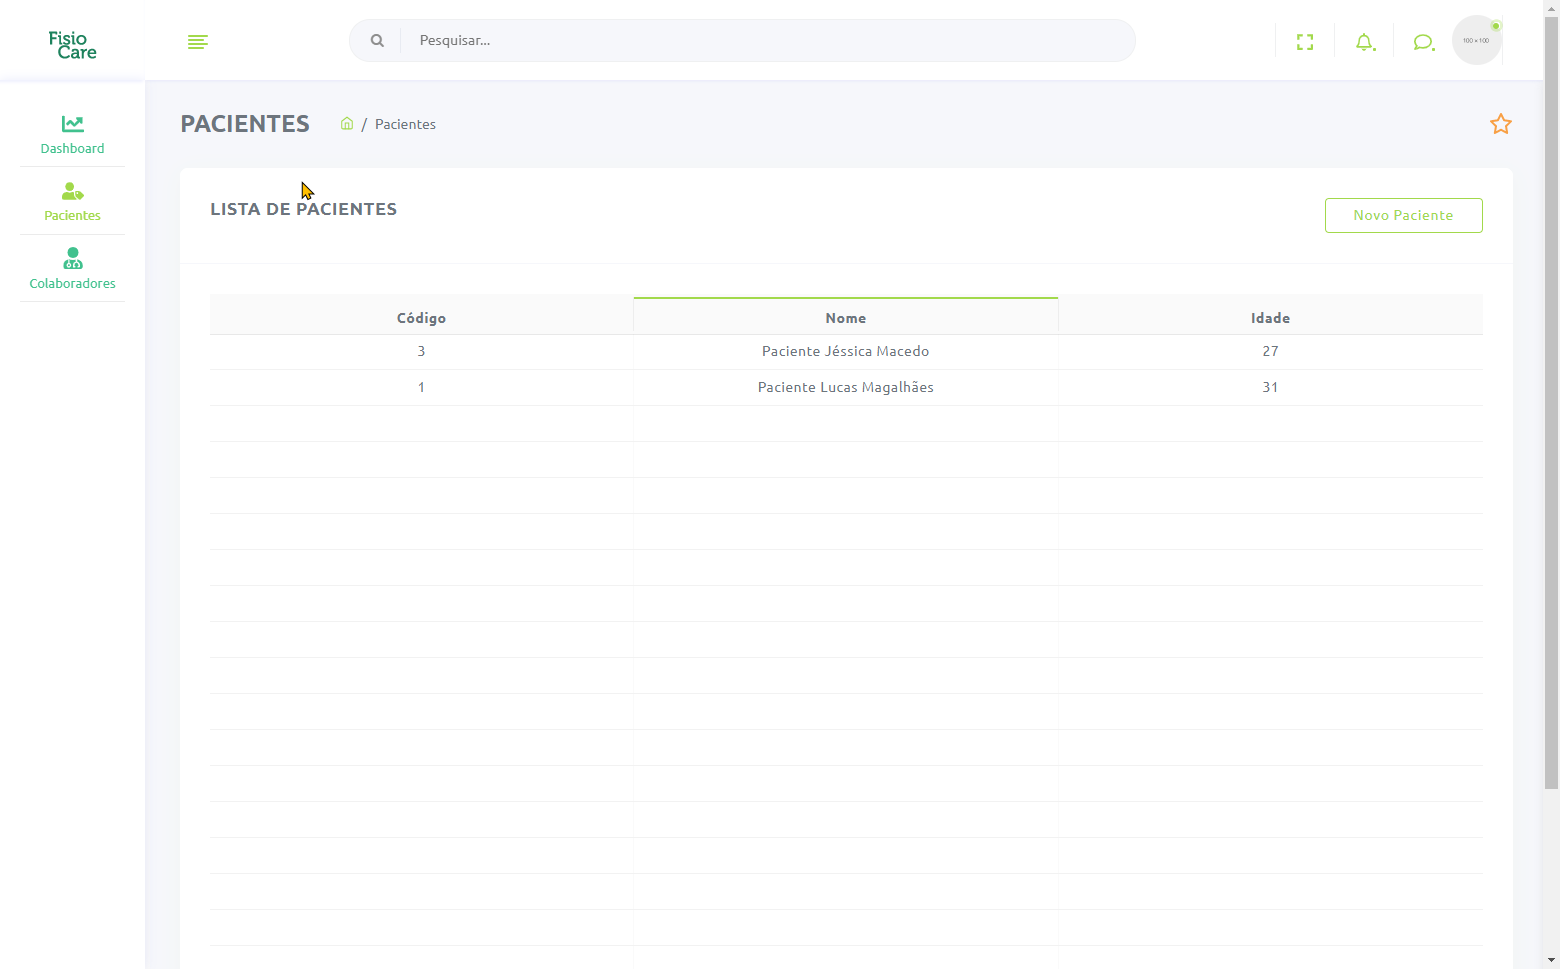 Fisio
Care
Pesquisar...
100 × 100
Dashboard
Pacientes
Colaboradores
PACIENTES
/ Pacientes
LISTA DE PACIENTES
Novo Paciente
Código Nome Idade
3 Paciente Jéssica Macedo 27
1 Paciente Lucas Magalhães 31